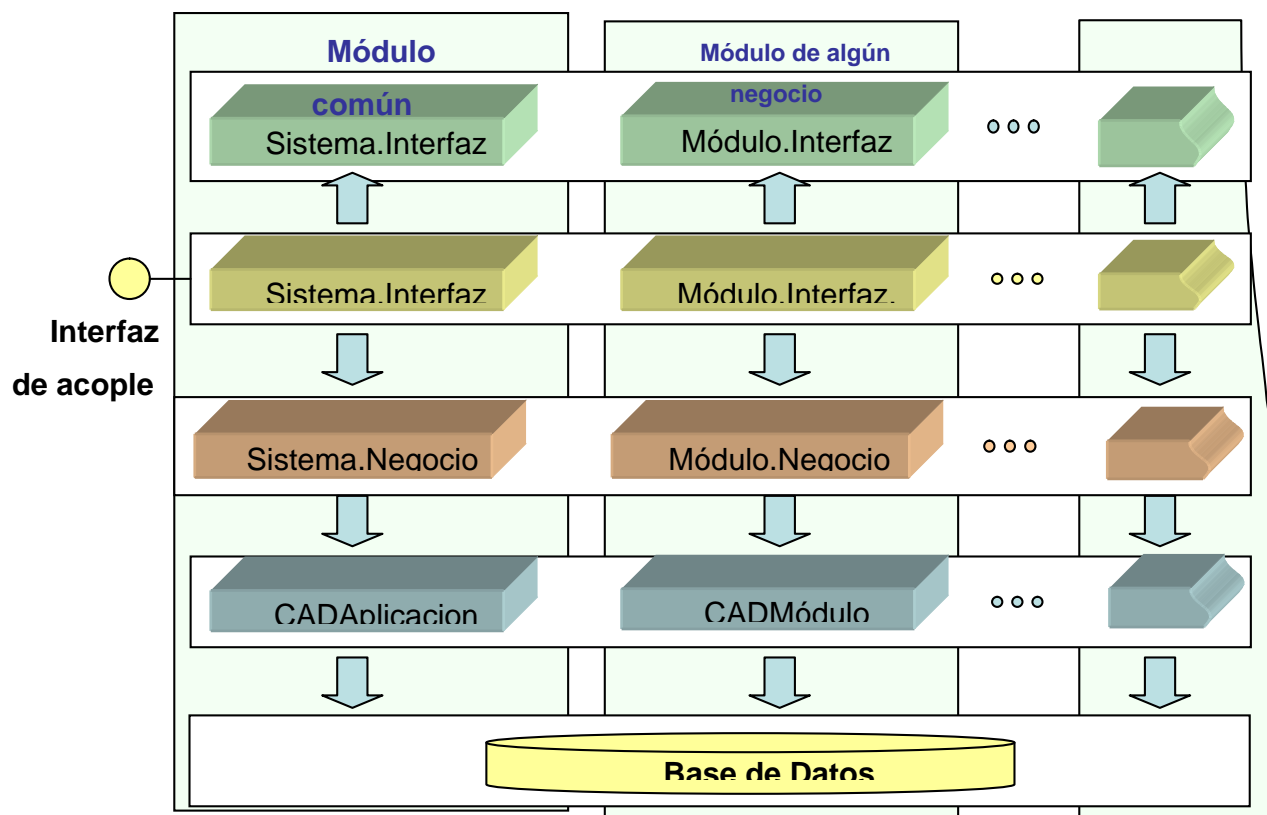 Módulo
común
Módulo de algún
negocio
Sistema.Interfaz
Módulo.Interfaz
Sistema.Interfaz
Módulo.Interfaz.
Interfaz
de acople
Sistema.Negocio
Módulo.Negocio
CADAplicacion
CADMódulo
Base de Datos